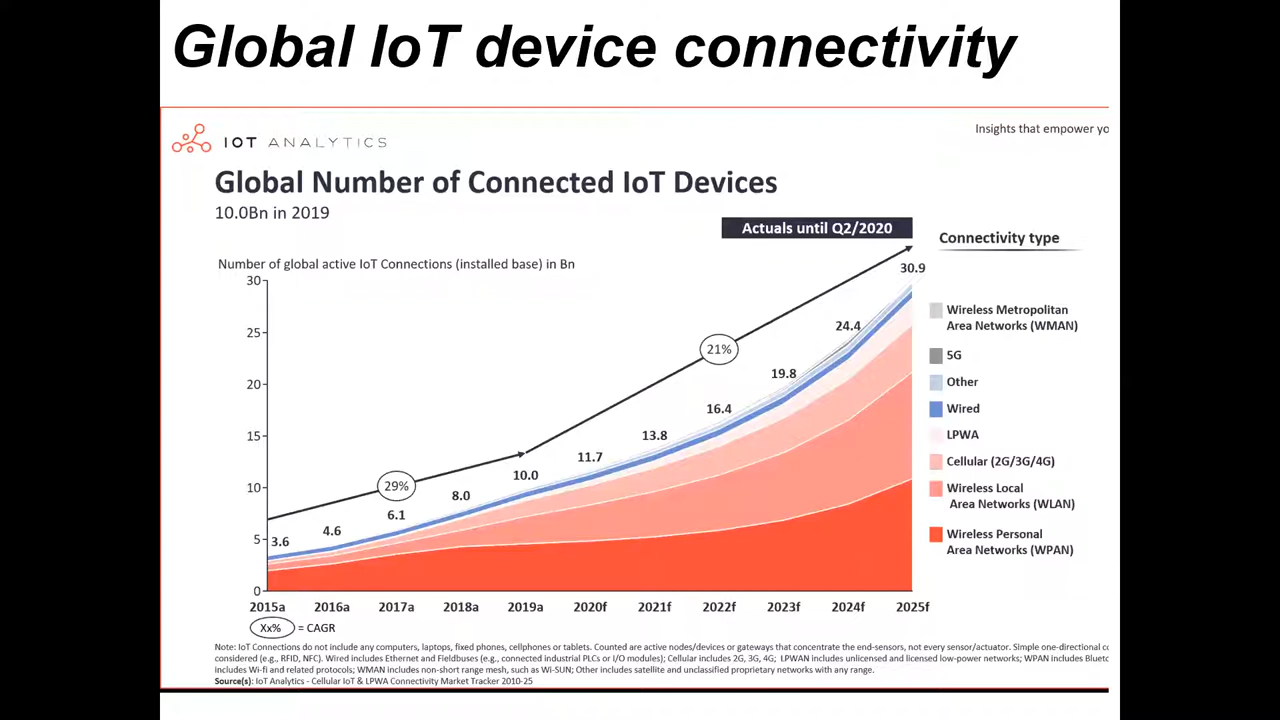 Global IoT device connectivity
IOT ANALYTICS
Insights that empower yo
Global Number of Connected IoT Devices
10.0Bn in 2019
Actuals until Q2/2020
Connectivity type
Number of global active IoT Connections (installed base) in Bn
30
25
20
15
10
5
0
3.6
4.6
6.1
8.0
10.0
11.7
13.8
16.4
19.8
24.4
30.9
29%
21%
Wireless Metropolitan
Area Networks (WMAN)
5G
Other
Wired
LPWA
Cellular (2G/3G/4G)
Wireless Local
Area Networks (WLAN)
Wireless Personal
Area Networks (WPAN)
2015a 2016a 2017a 2018a 2019a 2020f 2021f 2022f 2023f 2024f 2025f
Xx% = CAGR
Note: IoT Connections do not include any computers, laptops, fixed phones, cellphones or tablets. Counted are active nodes/devices or gateways that concentrate the end-sensors, not every sensor/actuator. Simple one-directional co
considered (e.g., RFID, NFC). Wired includes Ethernet and Fieldbuses (e.g., connected industrial PLCs or I/O modules); Cellular includes 2G, 3G, 4G; LPWAN includes unlicensed and licensed low-power networks; WPAN includes Blueto
includes Wi-fi and related protocols; WMAN includes non-short range mesh, such as Wi-SUN; Other includes satellite and unclassified proprietary networks with any range.
Source(s): IoT Analytics - Cellular IoT & LPWA Connectivity Market Tracker 2010-25